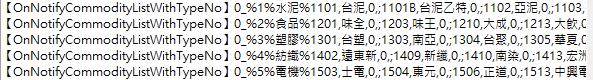 【OnNotifyCommodityListWithTypeNo】0_%1%水泥%1101,台泥,0,;1101B,台泥乙特,0,;1102,亞泥,0,;1103,
【OnNotifyCommodityListWithTypeNo】0_%2%食品%1201,味全,0,;1203,味王,0,;1210,大成,0,;1213,大飲,0
【OnNotifyCommodityListWithTypeNo】0_%3%塑膠%1301,台塑,0,;1303,南亞,0,;1304,台聚,0,;1305,華夏,0
【OnNotifyCommodityListWithTypeNo】0_%4%紡纖%1402,遠東新,0,;1409,新纖,0,;1410,南染,0,;1413,宏洲
【OnNotifyCommodityListWithTypeNo】0_%5%電機%1503,士電,0,;1504,東元,0,;1506,正道,0,;1513,中興電